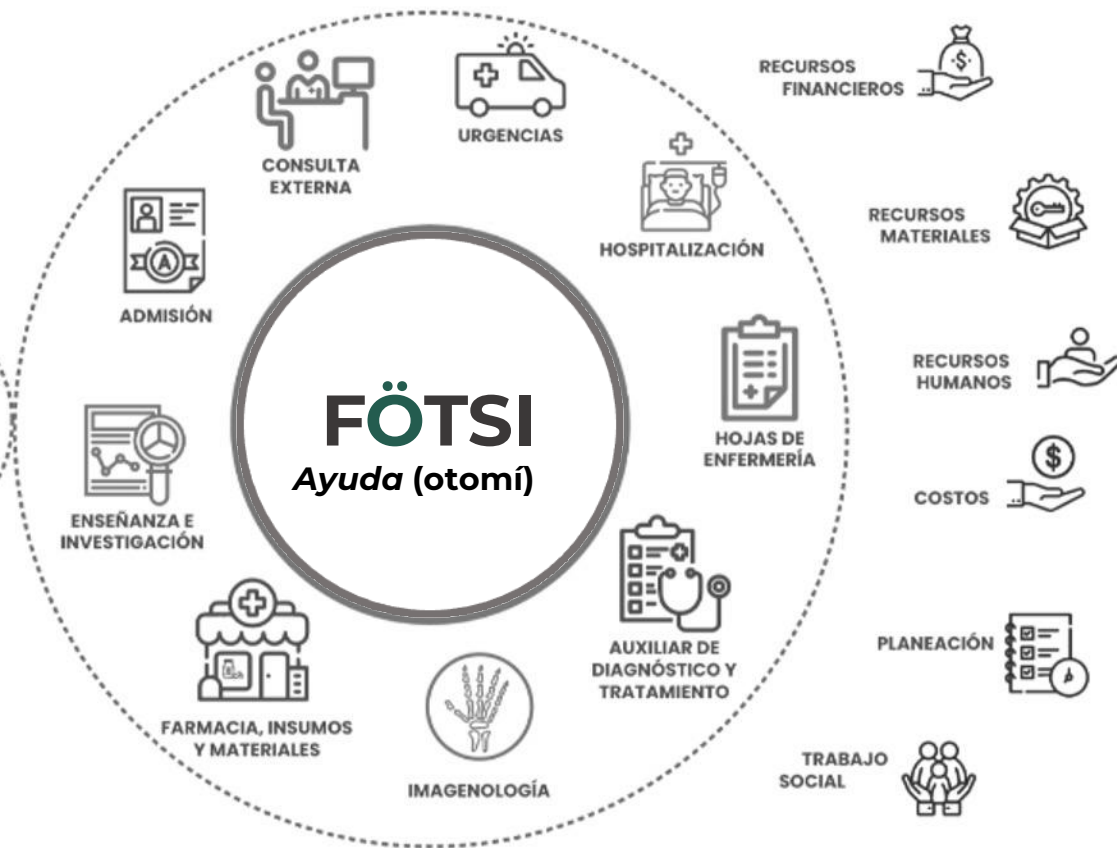 FÖTSI
Ayuda (otomí)
CONSULTA
EXTERNA
URGENCIAS
HOSPITALIZACIÓN
HOJAS DE
ENFERMERÍA
AUXILIAR DE
DIAGNÓSTICO Y
TRATAMIENTO
IMAGENOLOGÍA
FARMACIA, INSUMOS
Y MATERIALES
ENSEÑANZA E
INVESTIGACIÓN
ADMISIÓN
A
RECURSOS
FINANCIEROS
$
RECURSOS
MATERIALES
RECURSOS
HUMANOS
COSTOS
$
PLANEACIÓN
TRABAJO
SOCIAL